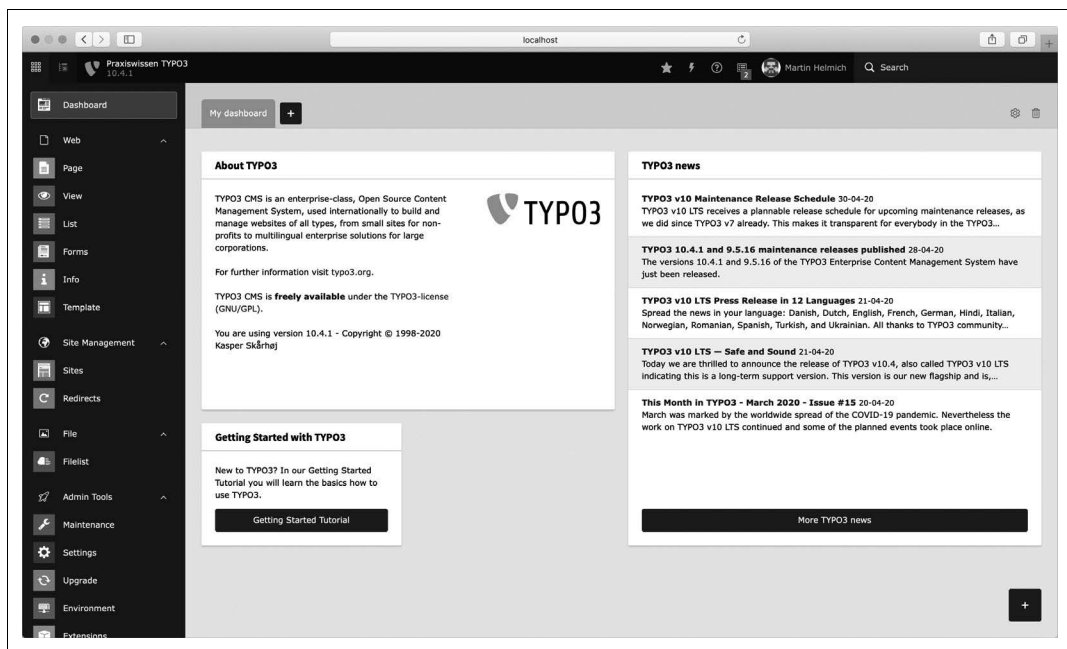 localhost
Praxiswissen TYPO3
10.4.1
2
Martin Helmich
Search
Dashboard
Web
Page
View
List
Forms
Info
Template
Site Management
Sites
Redirects
File
Filelist
Admin Tools
Maintenance
Settings
Upgrade
Environment
Extensions
My dashboard
+
About TYPO3
TYPO3 CMS is an enterprise-class, Open Source Content
Management System, used internationally to build and
manage websites of all types, from small sites for non-
profits to multilingual enterprise solutions for large
corporations.
For further information visit typo3.org.
TYPO3 CMS is freely available under the TYPO3-license
(GNU/GPL).
You are using version 10.4.1 - Copyright © 1998-2020
Kasper Skårhøj
TYPO3
Getting Started with TYPO3
New to TYPO3? In our Getting Started
Tutorial you will learn the basics how to
use TYPO3.
Getting Started Tutorial
TYPO3 news
TYPO3 v10 Maintenance Release Schedule 30-04-20
TYPO3 v10 LTS receives a plannable release schedule for upcoming maintenance releases, as
we did since TYPO3 v7 already. This makes it transparent for everybody in the TYPO3...
TYPO3 10.4.1 and 9.5.16 maintenance releases published 28-04-20
The versions 10.4.1 and 9.5.16 of the TYPO3 Enterprise Content Management System have
just been released.
TYPO3 v10 LTS Press Release in 12 Languages 21-04-20
Spread the news in your language: Danish, Dutch, English, French, German, Hindi, Italian,
Norwegian, Romanian, Spanish, Turkish, and Ukrainian. All thanks to TYPO3 community...
TYPO3 v10 LTS — Safe and Sound 21-04-20
Today we are thrilled to announce the release of TYPO3 v10.4, also called TYPO3 v10 LTS
indicating this is a long-term support version. This version is our new flagship and is,...
This Month in TYPO3 - March 2020 - Issue #15 20-04-20
March was marked by the worldwide spread of the COVID-19 pandemic. Nevertheless the
work on TYPO3 v10 LTS continued and some of the planned events took place online.
More TYPO3 news
+